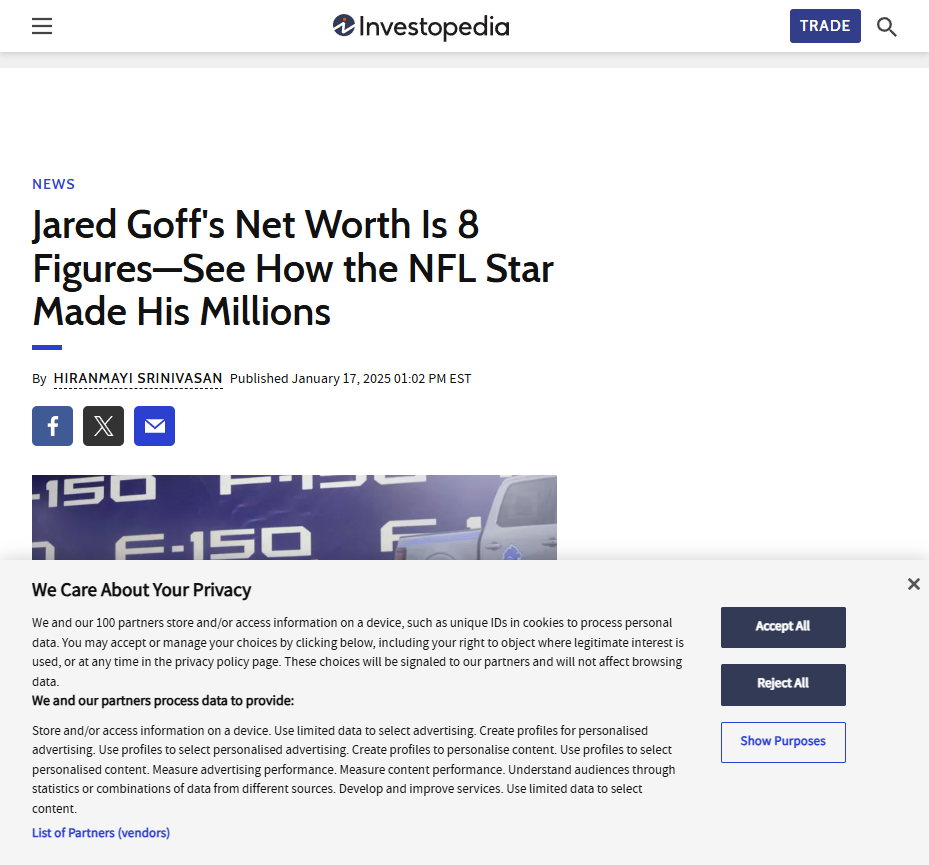 Investopedia
TRADE
NEWS
Jared Goff's Net Worth Is 8
Figures—See How the NFL Star
Made His Millions
By HIRANMAYI SRINIVASAN Published January 17, 2025 01:02 PM EST
-150
F-150
F-150
F-1
We Care About Your Privacy
We and our 100 partners store and/or access information on a device, such as unique IDs in cookies to process personal
data. You may accept or manage your choices by clicking below, including your right to object where legitimate interest is
used, or at any time in the privacy policy page. These choices will be signaled to our partners and will not affect browsing
data.
We and our partners process data to provide:
Store and/or access information on a device. Use limited data to select advertising. Create profiles for personalised
advertising. Use profiles to select personalised advertising. Create profiles to personalise content. Use profiles to select
personalised content. Measure advertising performance. Measure content performance. Understand audiences through
statistics or combinations of data from different sources. Develop and improve services. Use limited data to select
content.
List of Partners (vendors)
Accept All
Reject All
Show Purposes